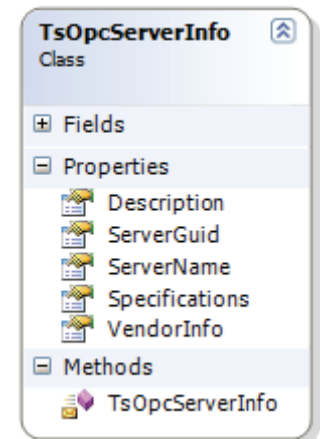 TsOpcServerInfo
Class
Fields
Properties
Description
ServerGuid
ServerName
Specifications
VendorInfo
Methods
TsOpcServerInfo